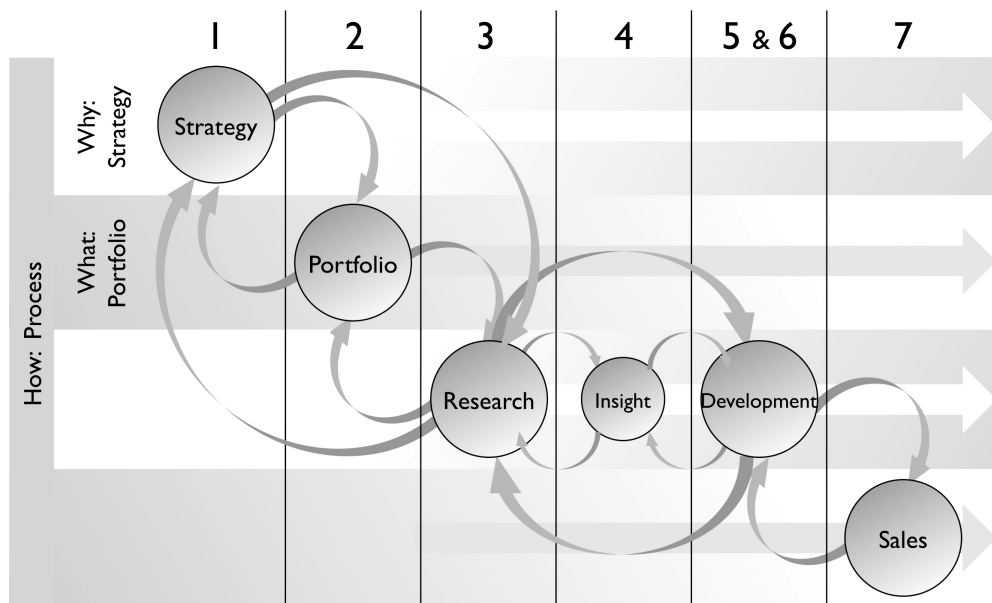 1
2
3
4
5 & 6
7
Why:
Strategy
What:
Portfolio
How: Process
Strategy
Portfolio
Research
Insight
Development
Sales